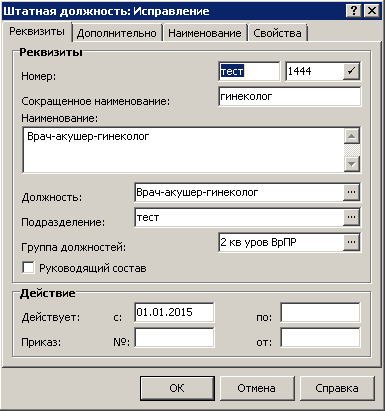 Штатная должность: Исправление
Реквизиты Дополнительно Наименование Свойства
Реквизиты
Номер: тест 1444
Сокращенное наименование: гинеколог
Наименование:
Врач-акушер-гинеколог
Должность: Врач-акушер-гинеколог ...
Подразделение: тест ...
Группа должностей: 2 кв уров ВрПР ...
Руководящий состав
Действие
Действует: с: 01.01.2015 по:
Приказ: №: от:
ОК Отмена Справка